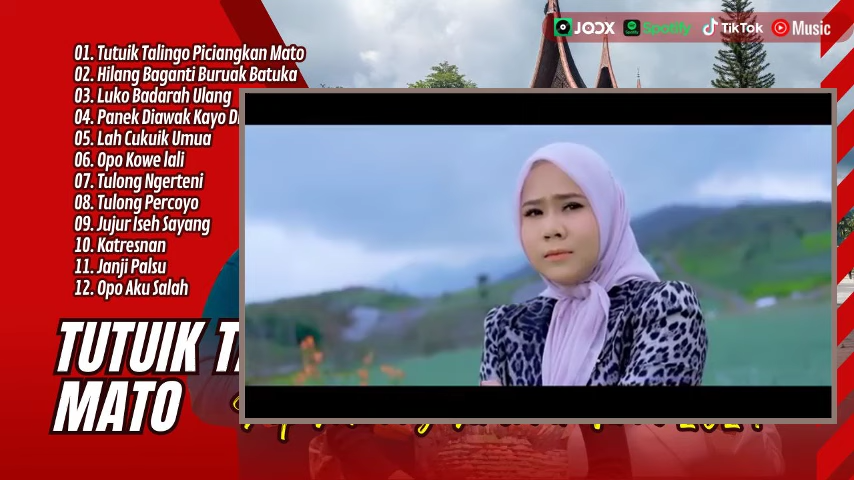 JOOX Spotify TikTok Music
01. Tutuik Talingo Piciangkan Mato
02. Hilang Baganti Buruak Batuka
03. Luko Badarah Ulang
04. Panek Diawak Kayo
05. Lah Cukuik Umua
06. Opo Kowe lali
07. Tulong Ngerteni
08. Tulong Percoyo
09. Jujur Iseh Sayang
10. Katresnan
11. Janji Palsu
12. Opo Aku Salah
TUTUIK
MATO